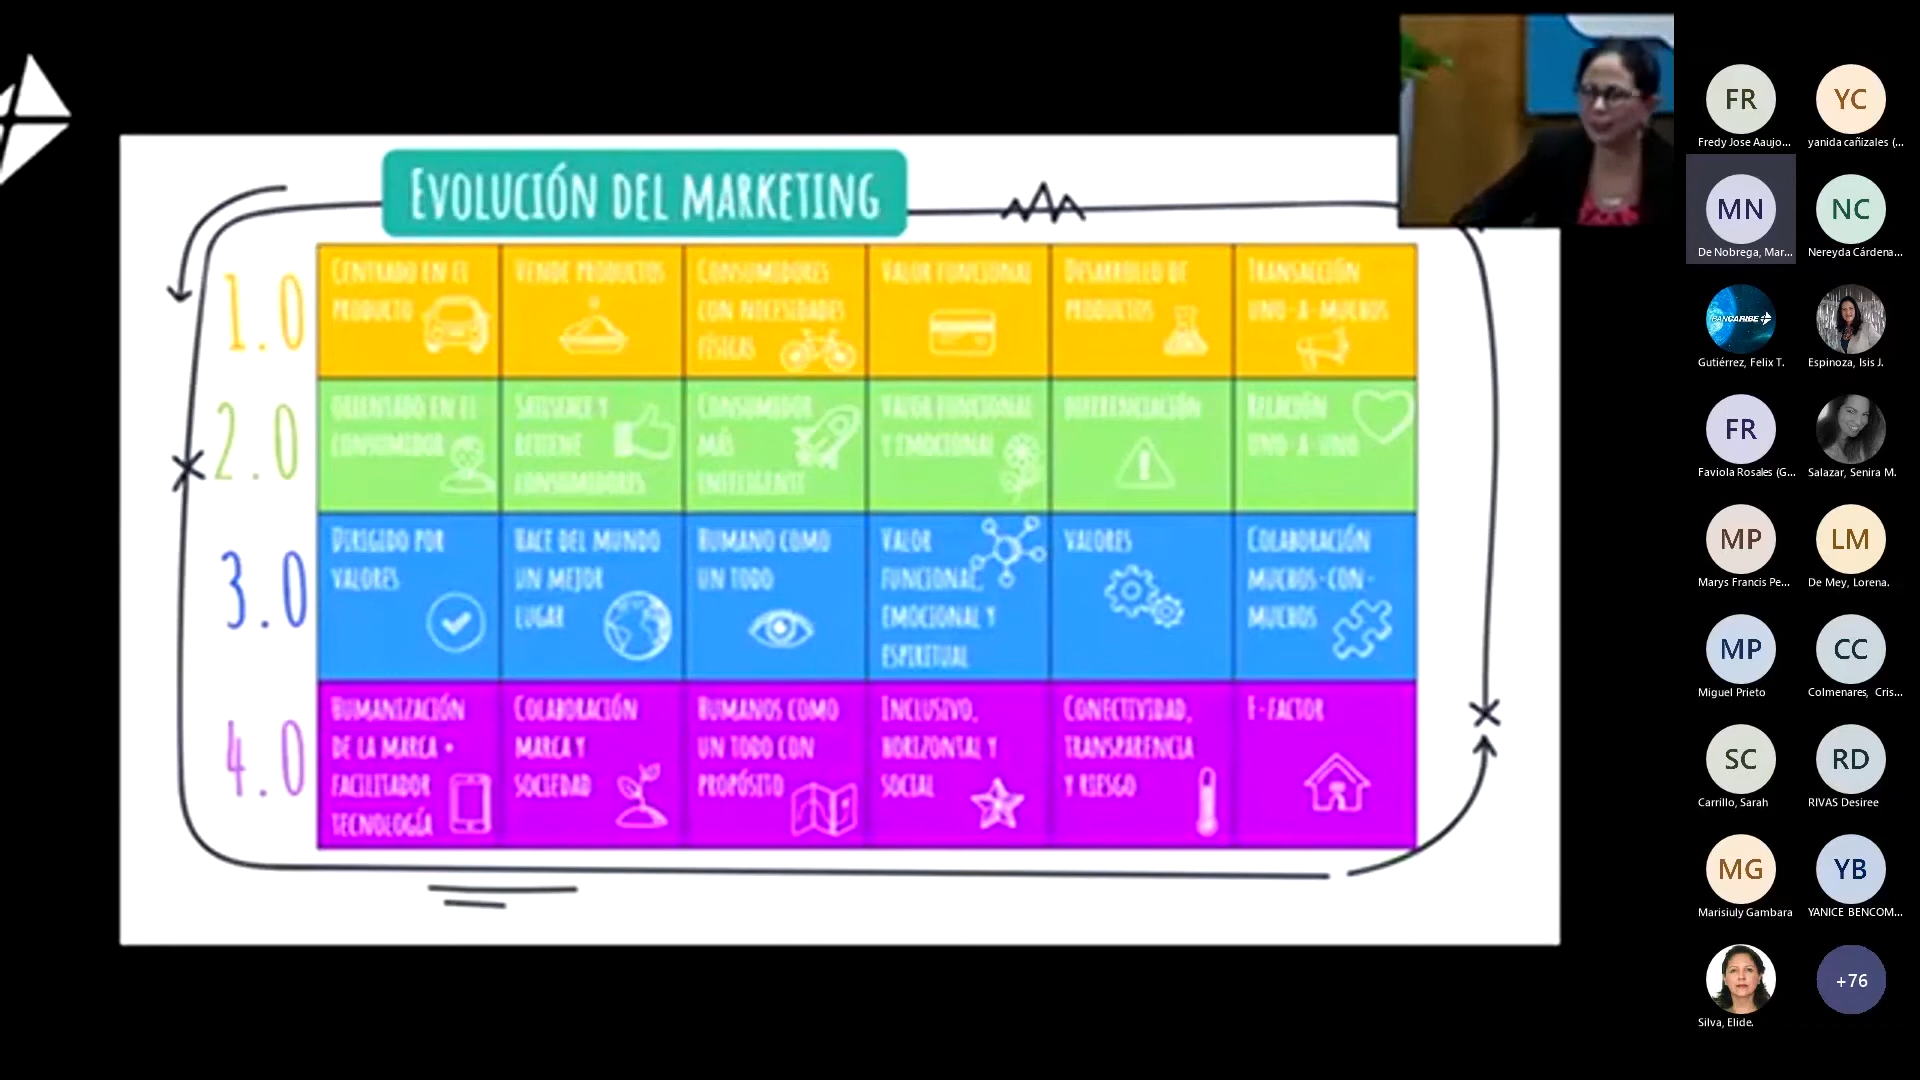 EVOLUCIÓN DEL MARKETING
1.0
CENTRADO EN EL
PRODUCTO
VENDE PRODUCTOS
CONSUMIDORES
CON NECESIDADES
FÍSICAS
VALOR FUNCIONAL
DESARROLLO DE
PRODUCTOS
TRANSACCIÓN
UNO-A-MUCHOS
2.0
ORIENTADO EN EL
CONSUMIDOR
SATISFACE Y
RETIENE
CONSUMIDORES
CONSUMIDOR
MÁS
INTELIGENTE
VALOR FUNCIONAL
Y EMOCIONAL
DIFERENCIACIÓN
RELACIÓN
UNO-A-UNO
3.0
DIRIGIDO POR
VALORES
HACE DEL MUNDO
UN MEJOR
LUGAR
HUMANO COMO
UN TODO
VALOR
FUNCIONAL,
EMOCIONAL Y
ESPIRITUAL
VALORES
COLABORACIÓN
MUCHOS-CON-
MUCHOS
4.0
HUMANIZACIÓN
DE LA MARCA +
FACILITADOR
TECNOLOGÍA
COLABORACIÓN
MARCA Y
SOCIEDAD
HUMANOS COMO
UN TODO CON
PROPÓSITO
INCLUSIVO,
HORIZONTAL Y
SOCIAL
CONECTIVIDAD,
TRANSPARENCIA
Y RIESGO
F-FACTOR
FR
Fredy Jose Aaujo...
YC
yanida cañizales (...
MN
De Nobrega, Mar...
NC
Nereyda Cárdena...
PANCARIBE
Gutiérrez, Felix T.
Espinoza, Isis J.
FR
Faviola Rosales (G...
Salazar, Senira M.
MP
Marys Francis Pe...
LM
De Mey, Lorena.
MP
Miguel Prieto
CC
Colmenares, Cris...
SC
Carrillo, Sarah
RD
RIVAS Desiree
MG
Marisiuly Gambara
YB
YANICE BENCOM...
Silva, Elide.
+76